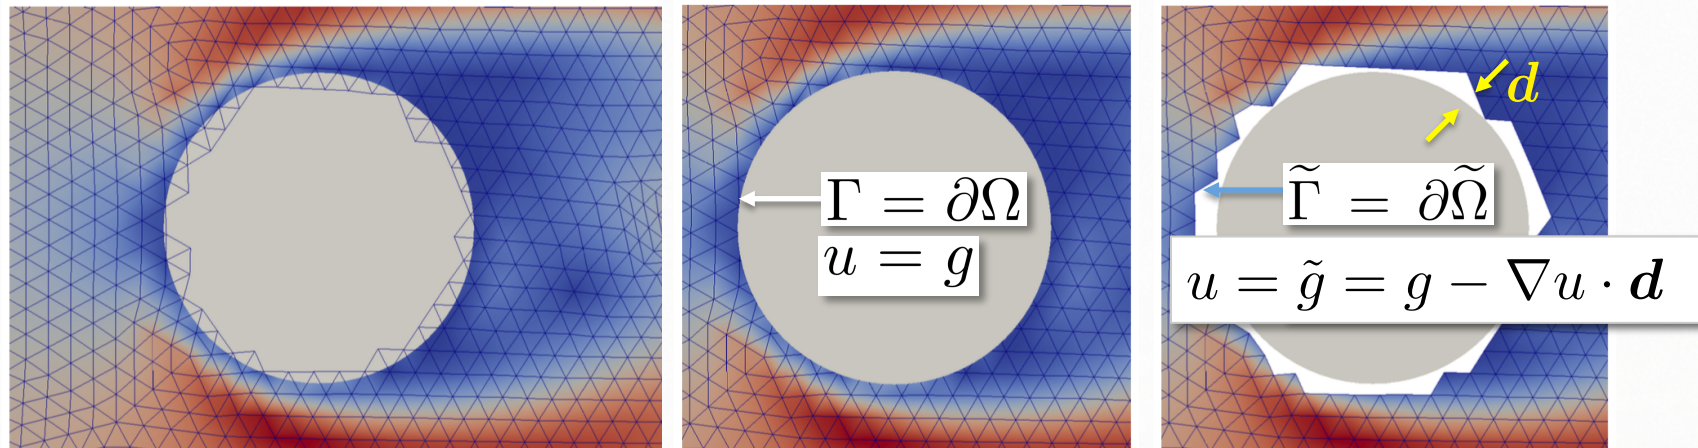 Γ = ∂Ω
u = g
d
Γ̃ = ∂Ω̃
u = g̃ = g − ∇u · d